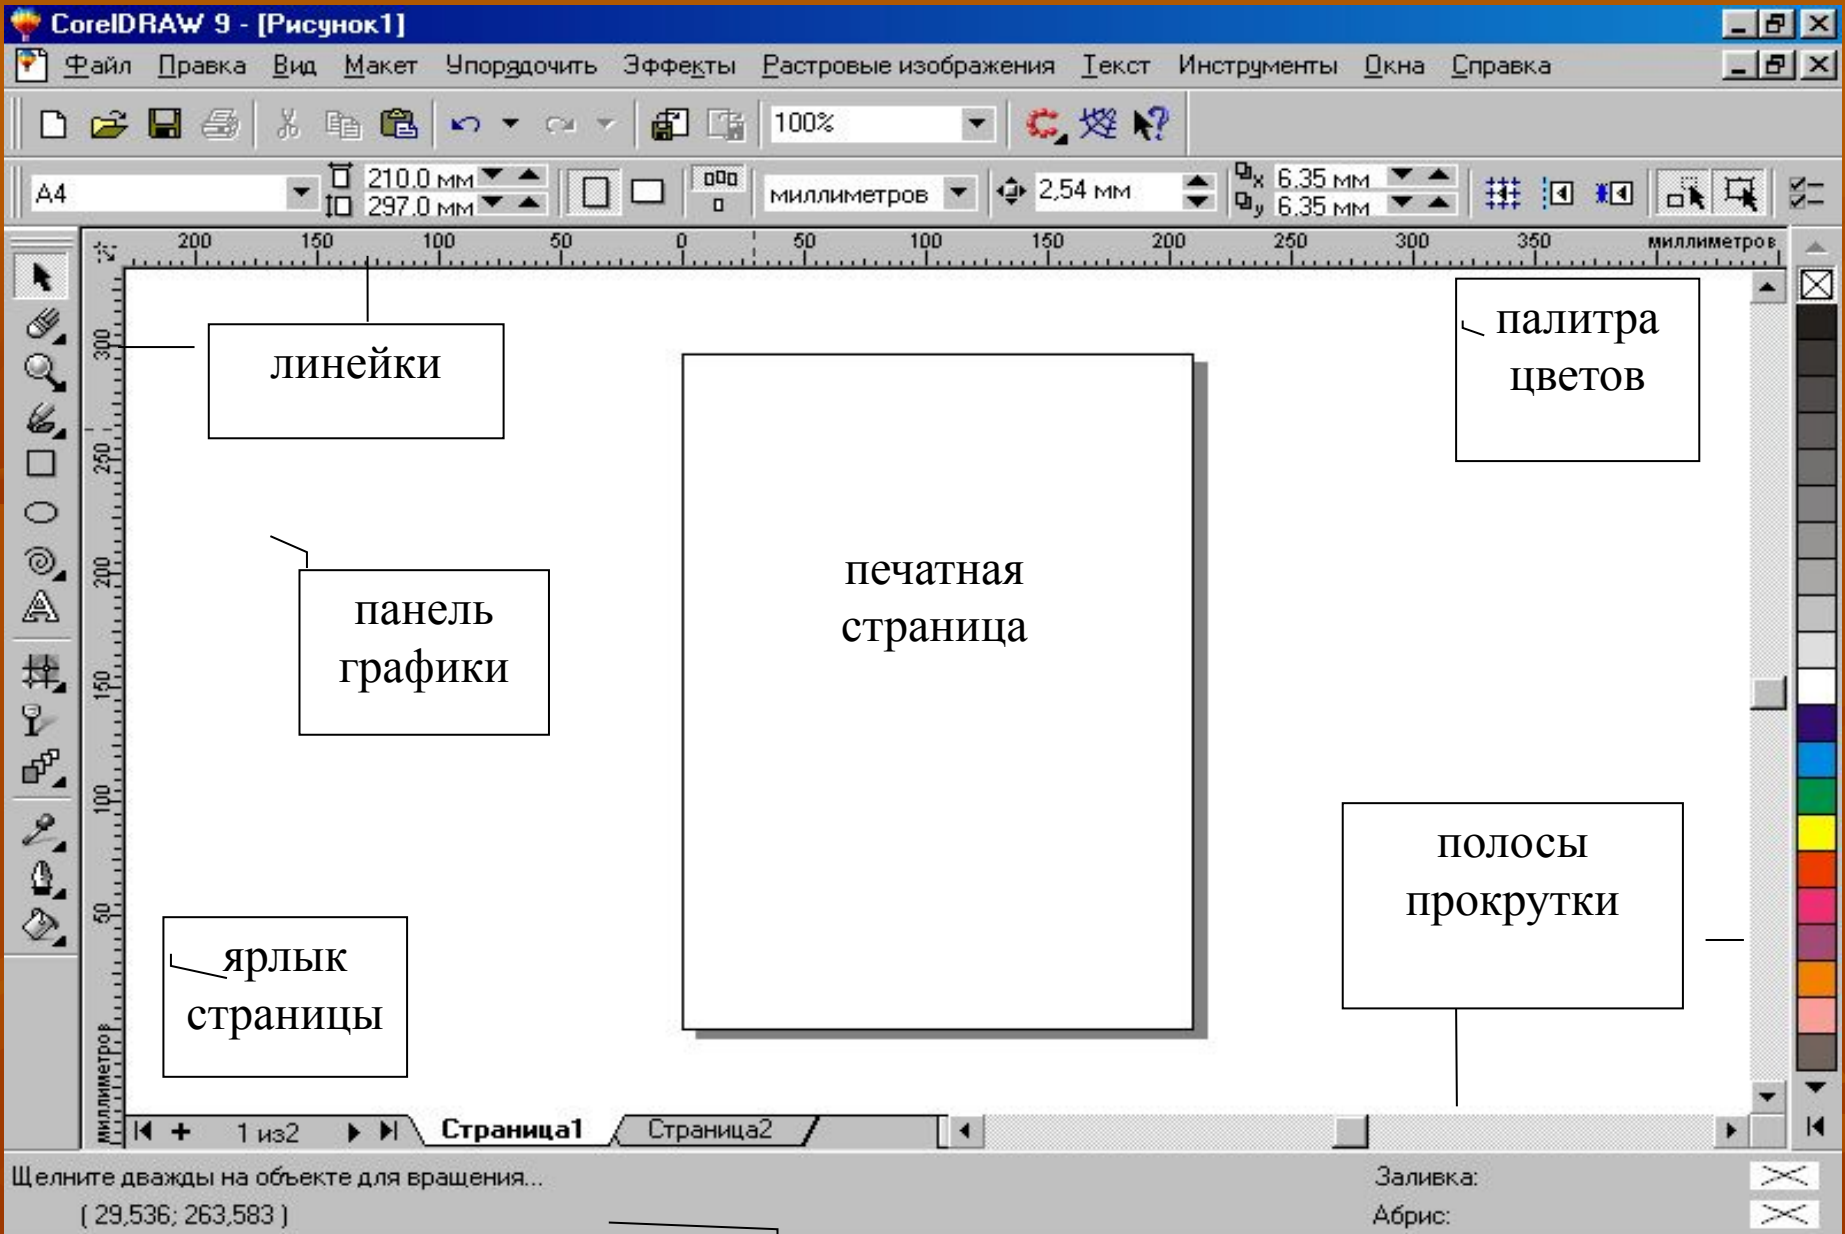 CorelDRAW 9 - [Рисунок1]
Файл Правка Вид Макет Упорядочить Эффекты Растровые изображения Текст Инструменты Окна Справка
100%
A4
210.0 мм
297.0 мм
миллиметров
2,54 мм
x 6.35 мм
y 6.35 мм
200 150 100 50 0 50 100 150 200 250 300 350 миллиметров
300
250
200
150
100
50
миллиметров
линейки
палитра
цветов
печатная
страница
панель
графики
полосы
прокрутки
ярлык
страницы
1 из2 Страница1 Страница2
Щелните дважды на объекте для вращения... Заливка:
( 29,536; 263,583 ) Абрис: